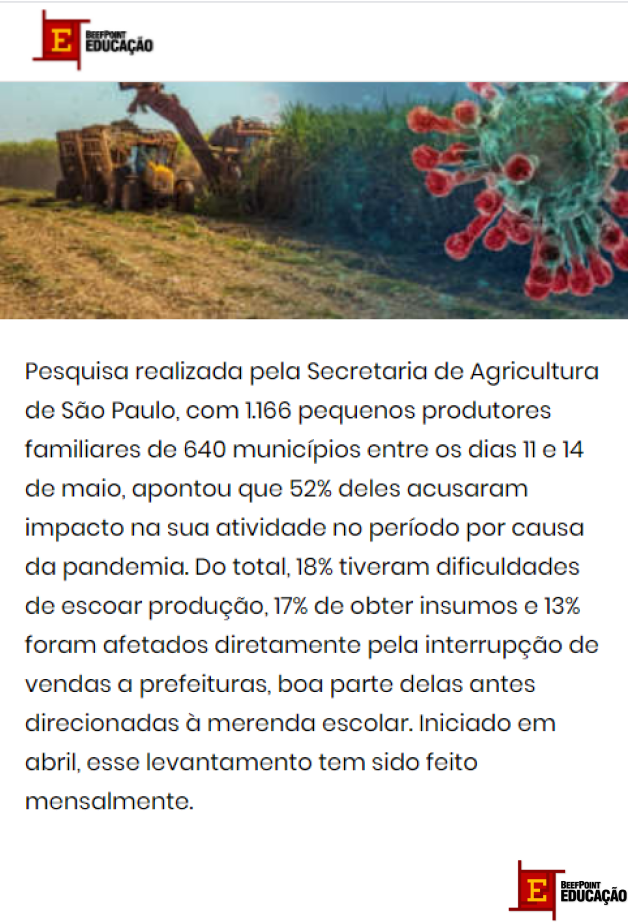 E BEEFPOINT
EDUCAÇÃO
Pesquisa realizada pela Secretaria de Agricultura
de São Paulo, com 1.166 pequenos produtores
familiares de 640 municípios entre os dias 11 e 14
de maio, apontou que 52% deles acusaram
impacto na sua atividade no período por causa
da pandemia. Do total, 18% tiveram dificuldades
de escoar produção, 17% de obter insumos e 13%
foram afetados diretamente pela interrupção de
vendas a prefeituras, boa parte delas antes
direcionadas à merenda escolar. Iniciado em
abril, esse levantamento tem sido feito
mensalmente.
E BEEFPOINT
EDUCAÇÃO